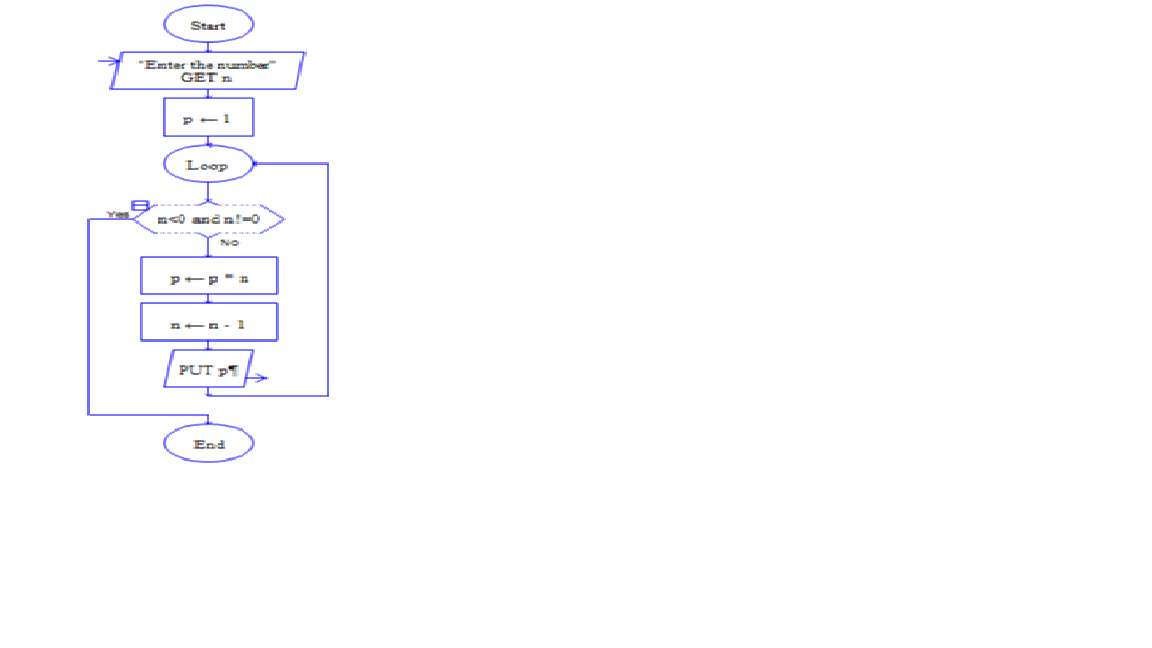 Start
"Enter the number"
GET n
p ← 1
Loop
Yes
n<0 and n!=0
No
p ← p * n
n ← n - 1
PUT p¶
End